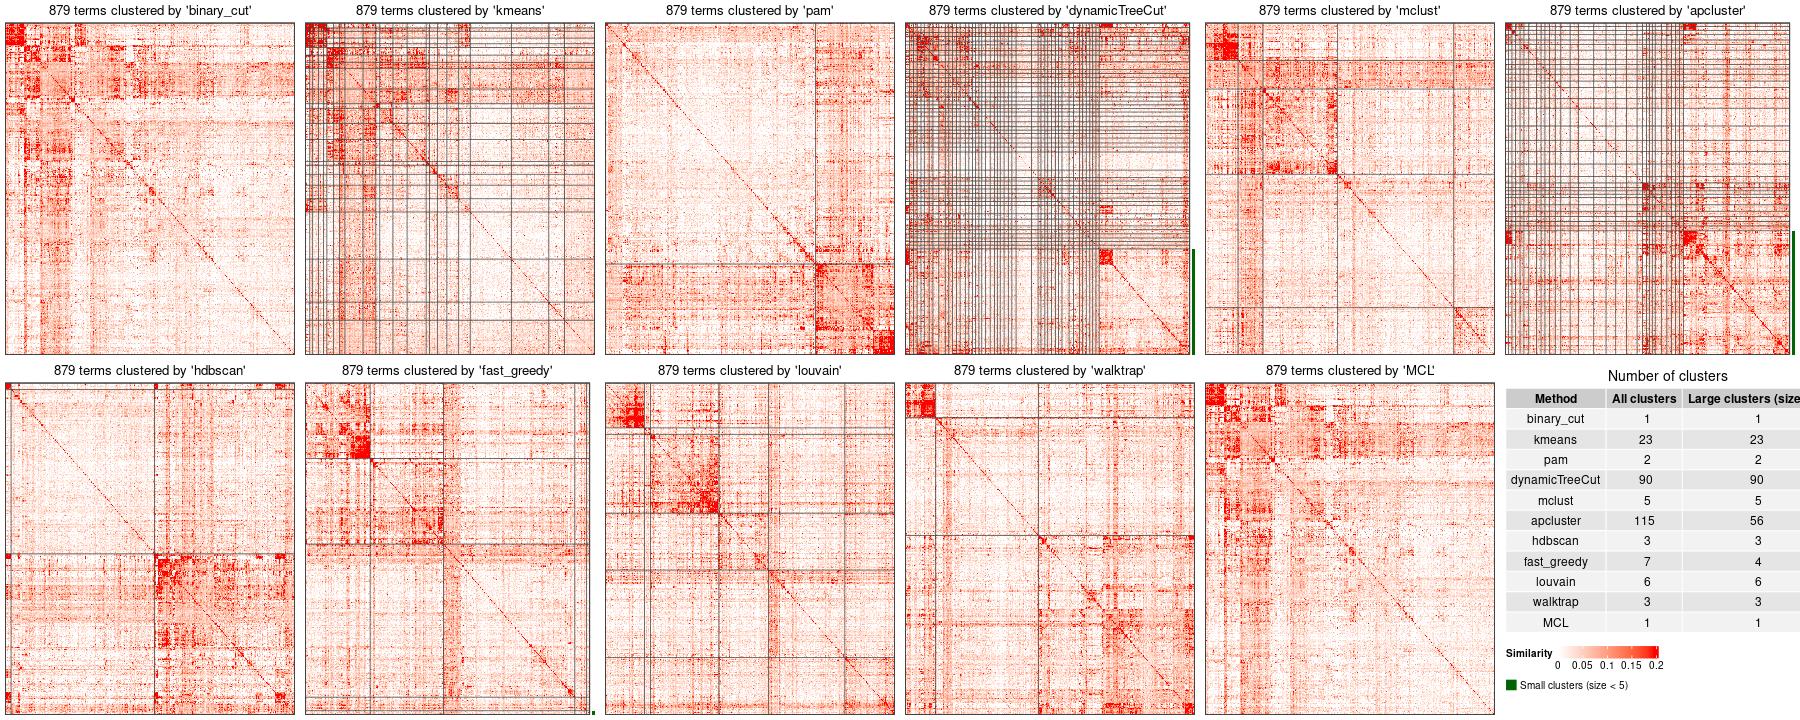 879 terms clustered by 'binary_cut'
879 terms clustered by 'kmeans'
879 terms clustered by 'pam'
879 terms clustered by 'dynamicTreeCut'
879 terms clustered by 'mclust'
879 terms clustered by 'apcluster'
879 terms clustered by 'hdbscan'
879 terms clustered by 'fast_greedy'
879 terms clustered by 'louvain'
879 terms clustered by 'walktrap'
879 terms clustered by 'MCL'
Number of clusters
Method All clusters Large clusters (size
binary_cut 1 1
kmeans 23 23
pam 2 2
dynamicTreeCut 90 90
mclust 5 5
apcluster 115 56
hdbscan 3 3
fast_greedy 7 4
louvain 6 6
walktrap 3 3
MCL 1 1
Similarity
0 0.05 0.1 0.15 0.2
Small clusters (size < 5)